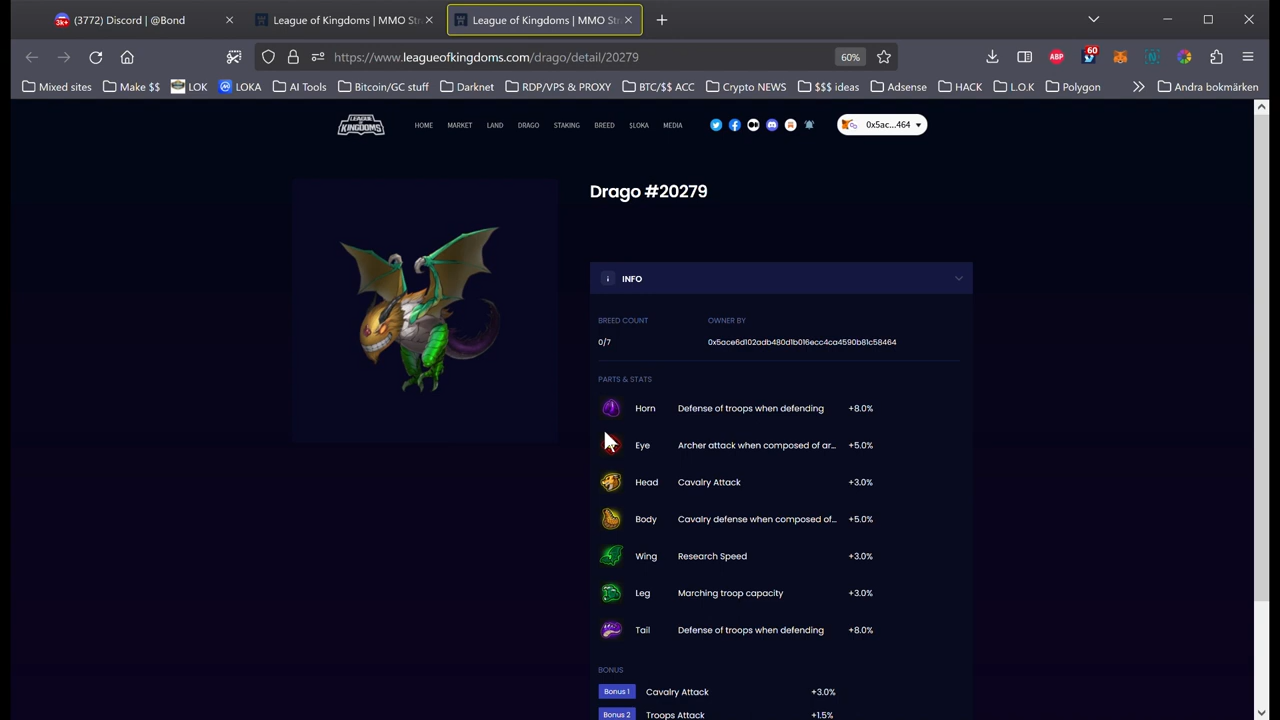 (3772) Discord | @Bond
League of Kingdoms | MMO St
League of Kingdoms | MMO St
https://www.leagueofkingdoms.com/drago/detail/20279
60%
ABP
60
N
Mixed sites
Make $$
LOK
LOKA
AI Tools
Bitcoin/GC stuff
Darknet
RDP/VPS & PROXY
BTC/$$ ACC
Crypto NEWS
$$$ ideas
Adsense
HACK
L.O.K
Polygon
Andra bokmärken
LEAGUE OF KINGDOMS
HOME
MARKET
LAND
DRAGO
STAKING
BREED
$LOKA
MEDIA
0x5ac...464
Drago #20279
INFO
BREED COUNT
OWNER BY
0/7
0x5ace6d102adb480d1b016ecc4ca4590b81c58464
PARTS & STATS
Horn Defense of troops when defending +8.0%
Eye Archer attack when composed of ar... +5.0%
Head Cavalry Attack +3.0%
Body Cavalry defense when composed of... +5.0%
Wing Research Speed +3.0%
Leg Marching troop capacity +3.0%
Tail Defense of troops when defending +8.0%
BONUS
Bonus 1 Cavalry Attack +3.0%
Bonus 2 Troops Attack +1.5%